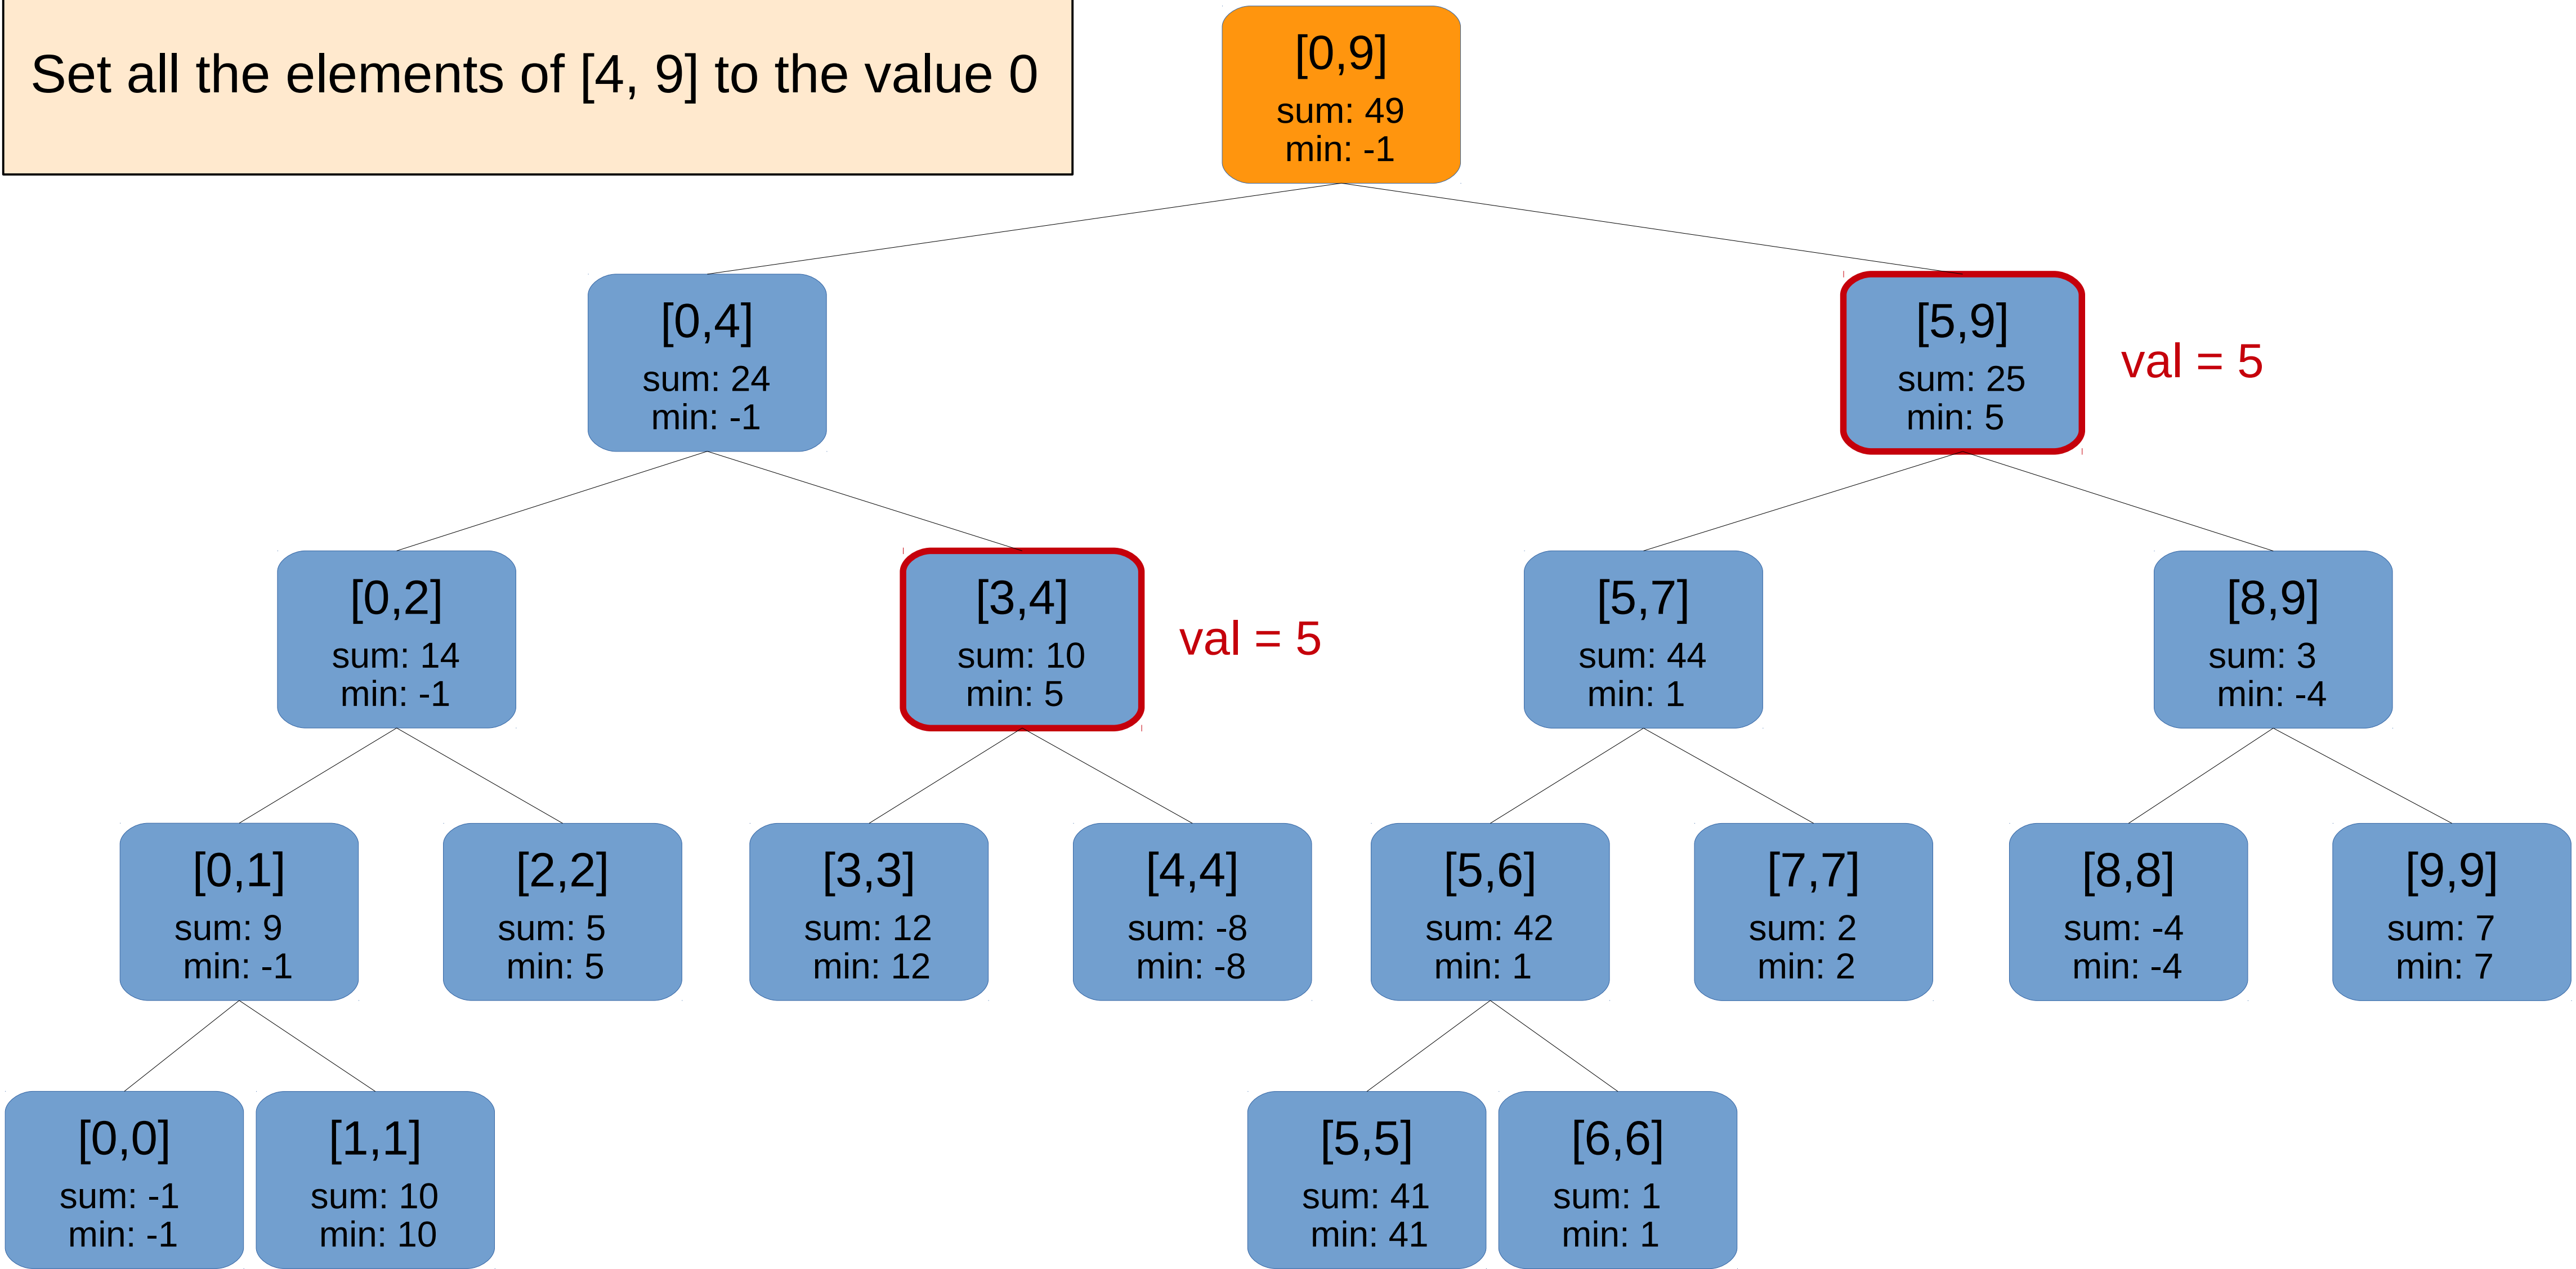 Set all the elements of [4, 9] to the value 0
[0,9]
sum: 49
min: -1
[0,4]
sum: 24
min: -1
[5,9]
sum: 25
min: 5
val = 5
[0,2]
sum: 14
min: -1
[3,4]
sum: 10
min: 5
val = 5
[5,7]
sum: 44
min: 1
[8,9]
sum: 3
min: -4
[0,1]
sum: 9
min: -1
[2,2]
sum: 5
min: 5
[3,3]
sum: 12
min: 12
[4,4]
sum: -8
min: -8
[5,6]
sum: 42
min: 1
[7,7]
sum: 2
min: 2
[8,8]
sum: -4
min: -4
[9,9]
sum: 7
min: 7
[0,0]
sum: -1
min: -1
[1,1]
sum: 10
min: 10
[5,5]
sum: 41
min: 41
[6,6]
sum: 1
min: 1